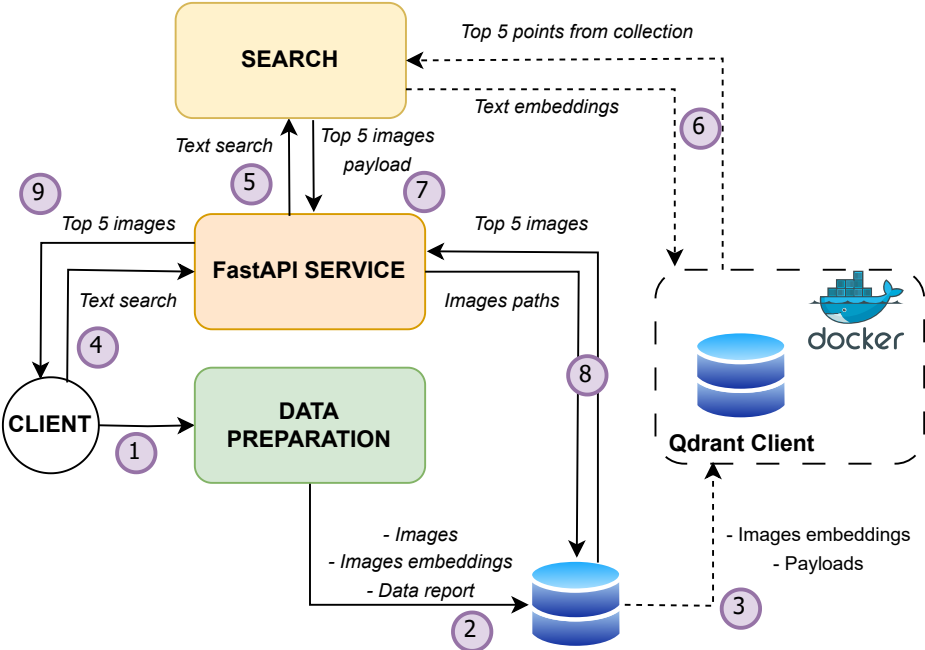 Top 5 points from collection
SEARCH
Text embeddings
6
Text search
Top 5 images
payload
5
7
9
Top 5 images
Top 5 images
FastAPI SERVICE
Text search
Images paths
docker
4
8
DATA
PREPARATION
CLIENT
1
Qdrant Client
- Images
- Images embeddings
- Data report
- Images embeddings
- Payloads
2
3